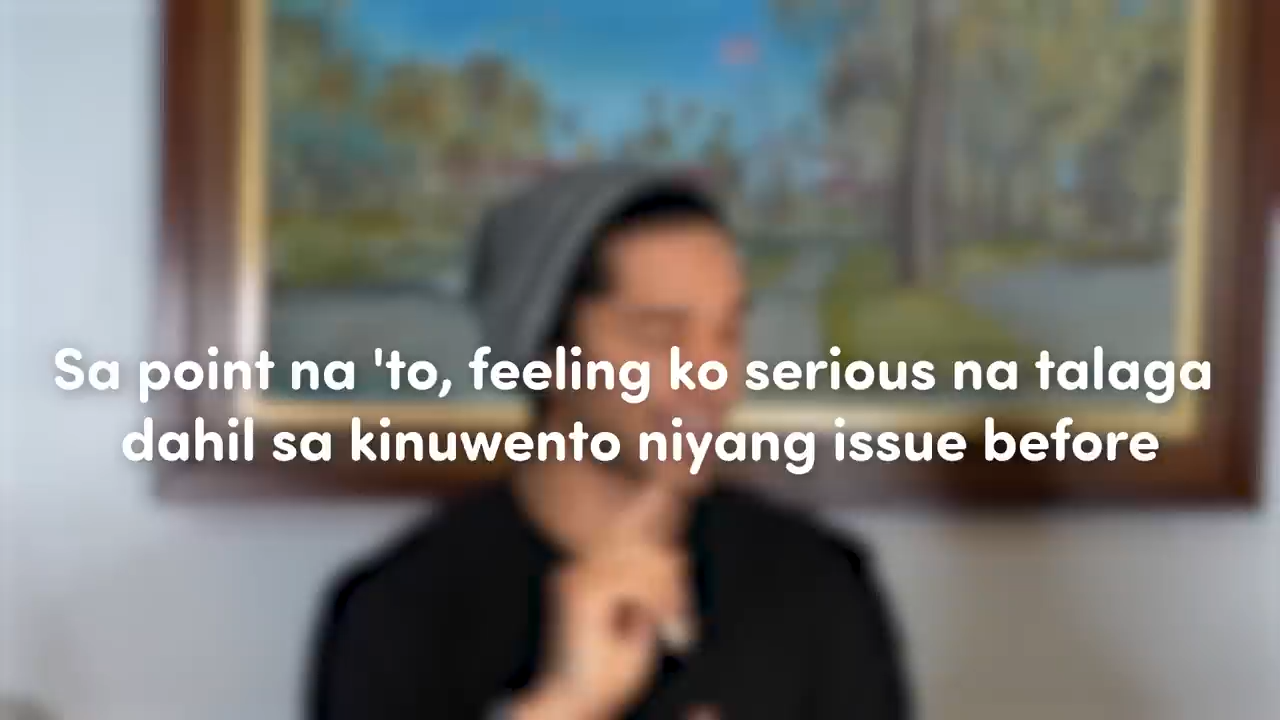 Sa point na 'to, feeling ko serious na talaga
dahil sa kinuwento niyang issue before